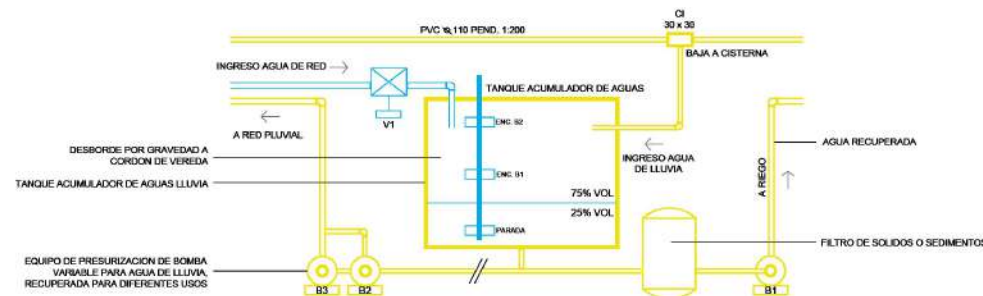 CI
30 x 30
PVC ⌀ 110 PEND. 1:200
BAJA A CISTERNA
INGRESO AGUA DE RED
TANQUE ACUMULADOR DE AGUAS
V1
ENC. B2
A RED PLUVIAL
AGUA RECUPERADA
DESBORDE POR GRAVEDAD A
CORDON DE VEREDA
INGRESO AGUA
DE LLUVIA
ENC. B1
TANQUE ACUMULADOR DE AGUAS LLUVIA
A RIEGO
75% VOL
25% VOL
PARADA
FILTRO DE SOLIDOS O SEDIMENTOS
EQUIPO DE PRESURIZACION DE BOMBA
VARIABLE PARA AGUA DE LLUVIA,
RECUPERADA PARA DIFERENTES USOS
B3
B2
B1